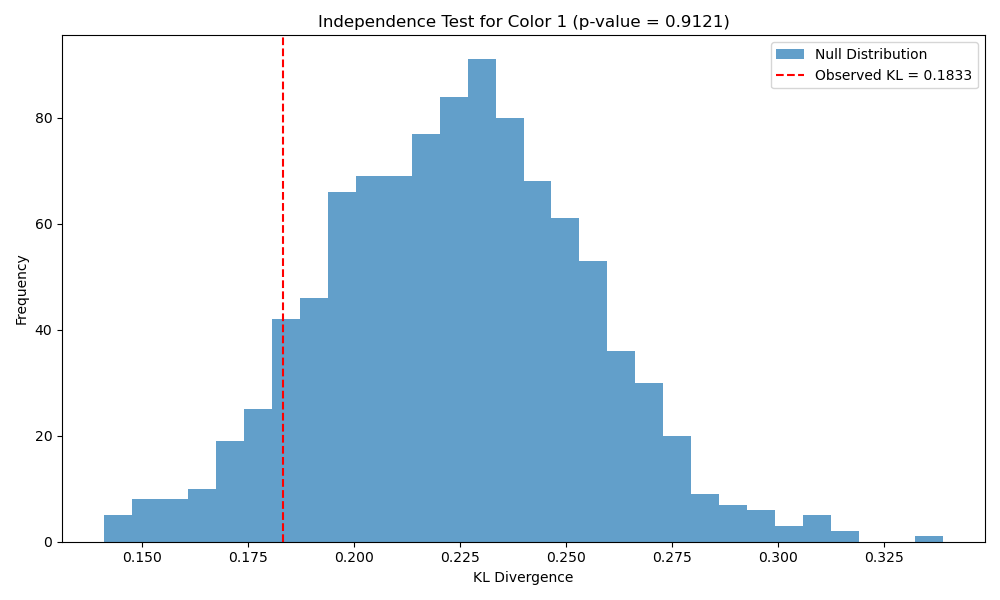 Independence Test for Color 1 (p-value = 0.9121)
Null Distribution
Observed KL = 0.1833
Frequency
80
60
40
20
0
0.150 0.175 0.200 0.225 0.250 0.275 0.300 0.325
KL Divergence